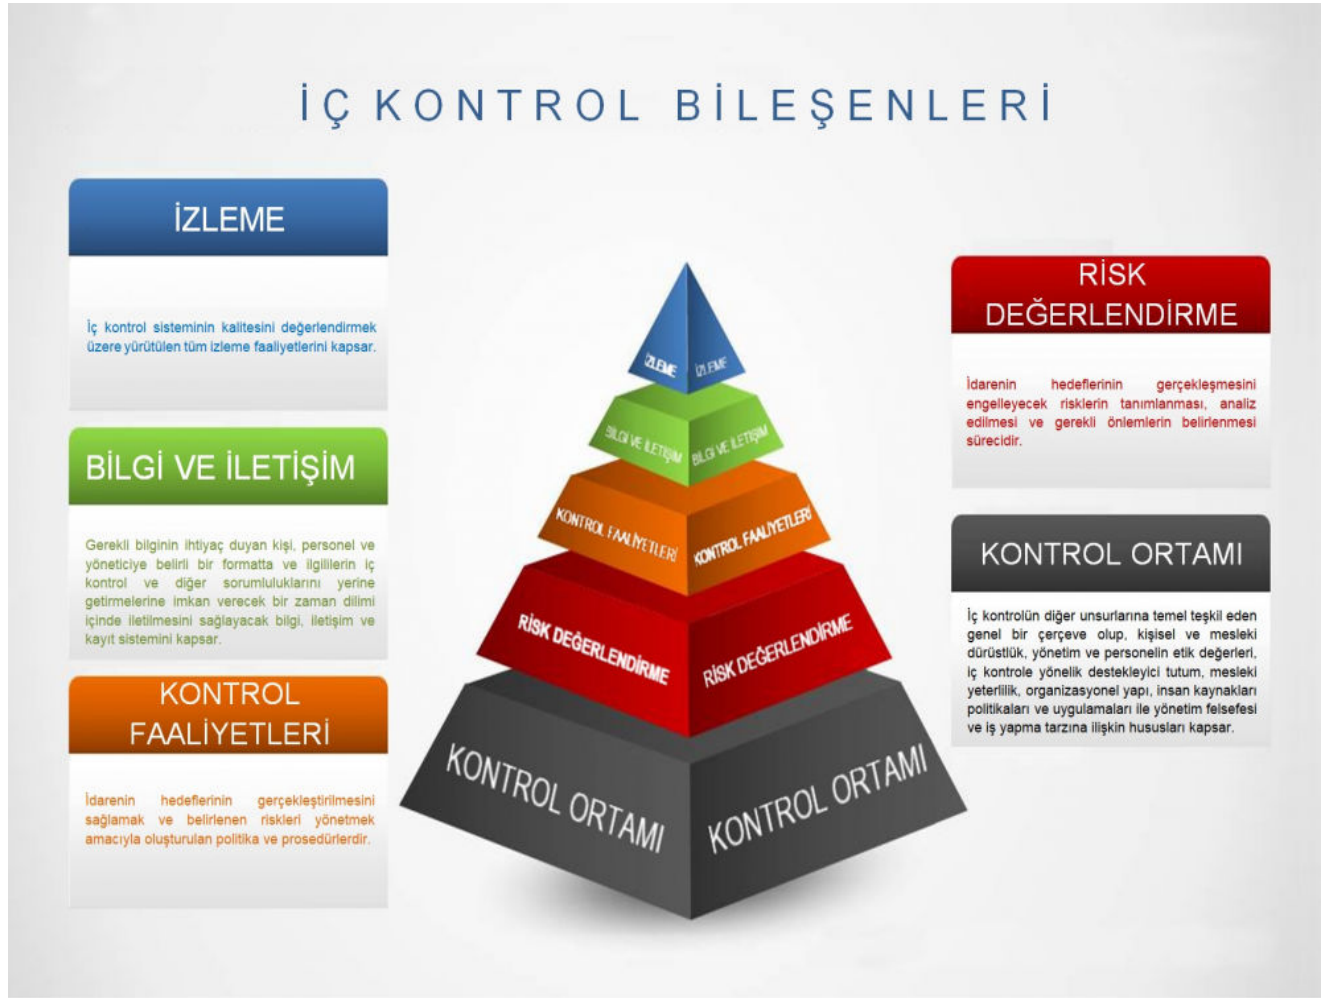 İÇ KONTROL BİLEŞENLERİ
İZLEME
İç kontrol sisteminin kalitesini değerlendirmek
üzere yürütülen tüm izleme faaliyetlerini kapsar.
BİLGİ VE İLETİŞİM
Gerekli bilginin ihtiyaç duyan kişi, personel ve
yöneticiye belirli bir formatta ve ilgililerin iç
kontrol ve diğer sorumluluklarını yerine
getirmelerine imkan verecek bir zaman dilimi
içinde iletilmesini sağlayacak bilgi, iletişim ve
kayıt sistemini kapsar.
KONTROL
FAALİYETLERİ
İdarenin hedeflerinin gerçekleştirilmesini
sağlamak ve belirlenen riskleri yönetmek
amacıyla oluşturulan politika ve prosedürlerdir.
İZLEME İZLEME
BİLGİ VE İLETİŞİM BİLGİ VE İLETİŞİM
KONTROL FAALİYETLERİ KONTROL FAALİYETLERİ
RİSK DEĞERLENDİRME RİSK DEĞERLENDİRME
KONTROL ORTAMI KONTROL ORTAMI
RİSK
DEĞERLENDİRME
İdarenin hedeflerinin gerçekleşmesini
engelleyecek risklerin tanımlanması, analiz
edilmesi ve gerekli önlemlerin belirlenmesi
sürecidir.
KONTROL ORTAMI
İç kontrolün diğer unsurlarına temel teşkil eden
genel bir çerçeve olup, kişisel ve mesleki
dürüstlük, yönetim ve personelin etik değerleri,
iç kontrole yönelik destekleyici tutum, mesleki
yeterlilik, organizasyonel yapı, insan kaynakları
politikaları ve uygulamaları ile yönetim felsefesi
ve iş yapma tarzına ilişkin hususları kapsar.